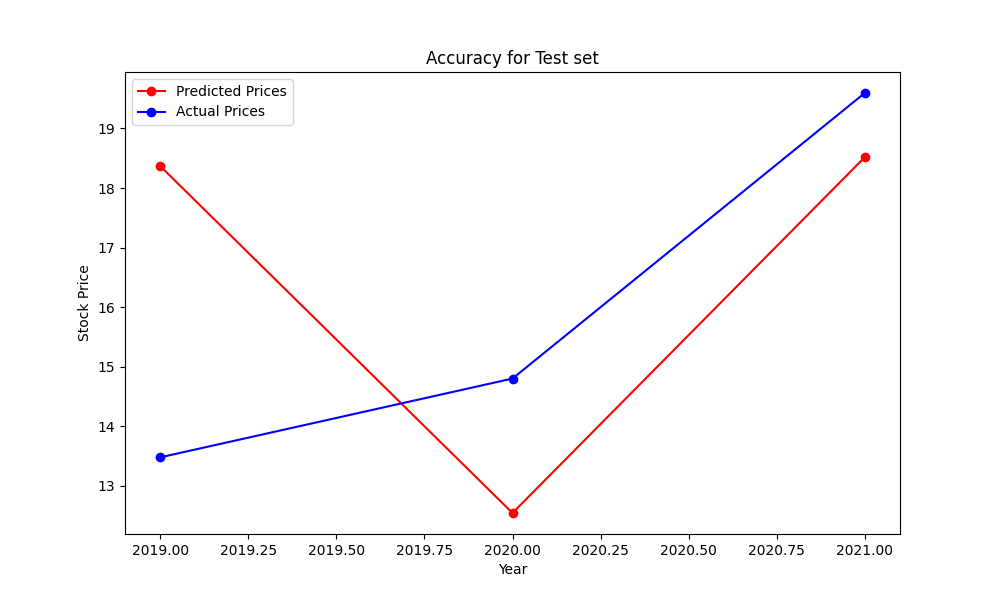 Accuracy for Test set
Predicted Prices
Actual Prices
Stock Price
19
18
17
16
15
14
13
2019.00 2019.25 2019.50 2019.75 2020.00 2020.25 2020.50 2020.75 2021.00
Year